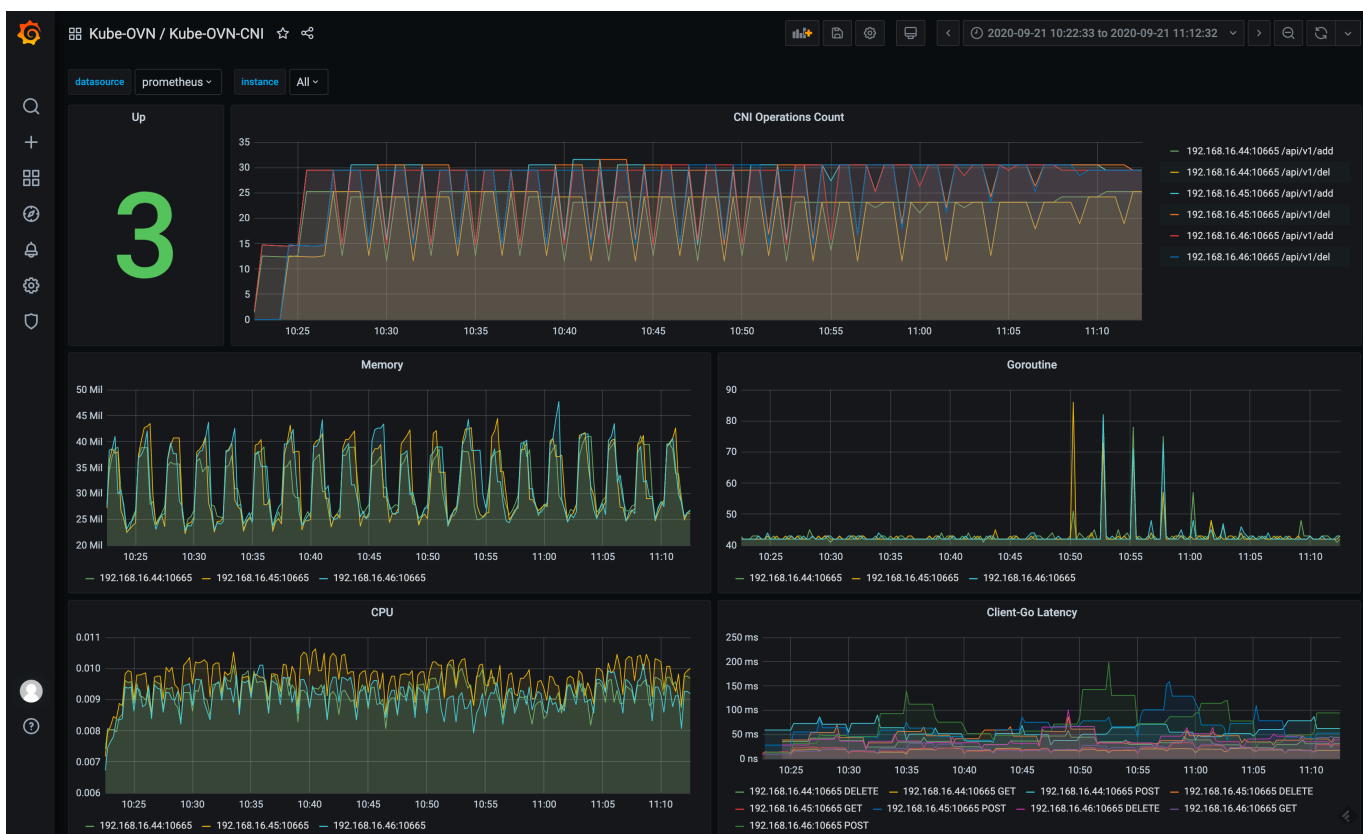 Kube-OVN / Kube-OVN-CNI
2020-09-21 10:22:33 to 2020-09-21 11:12:32
datasource prometheus instance All
Up
3
CNI Operations Count
35
30
25
20
15
10
5
0
10:25 10:30 10:35 10:40 10:45 10:50 10:55 11:00 11:05 11:10
192.168.16.44:10665 /api/v1/add
192.168.16.44:10665 /api/v1/del
192.168.16.45:10665 /api/v1/add
192.168.16.45:10665 /api/v1/del
192.168.16.46:10665 /api/v1/add
192.168.16.46:10665 /api/v1/del
Memory
50 Mil
45 Mil
40 Mil
35 Mil
30 Mil
25 Mil
20 Mil
10:25 10:30 10:35 10:40 10:45 10:50 10:55 11:00 11:05 11:10
192.168.16.44:10665 192.168.16.45:10665 192.168.16.46:10665
Goroutine
90
80
70
60
50
40
10:25 10:30 10:35 10:40 10:45 10:50 10:55 11:00 11:05 11:10
192.168.16.44:10665 192.168.16.45:10665 192.168.16.46:10665
CPU
0.011
0.010
0.009
0.008
0.007
0.006
10:25 10:30 10:35 10:40 10:45 10:50 10:55 11:00 11:05 11:10
192.168.16.44:10665 192.168.16.45:10665 192.168.16.46:10665
Client-Go Latency
250 ms
200 ms
150 ms
100 ms
50 ms
0 ns
10:25 10:30 10:35 10:40 10:45 10:50 10:55 11:00 11:05 11:10
192.168.16.44:10665 DELETE 192.168.16.44:10665 GET 192.168.16.44:10665 POST 192.168.16.45:10665 DELETE
192.168.16.45:10665 GET 192.168.16.45:10665 POST 192.168.16.46:10665 DELETE 192.168.16.46:10665 GET
192.168.16.46:10665 POST